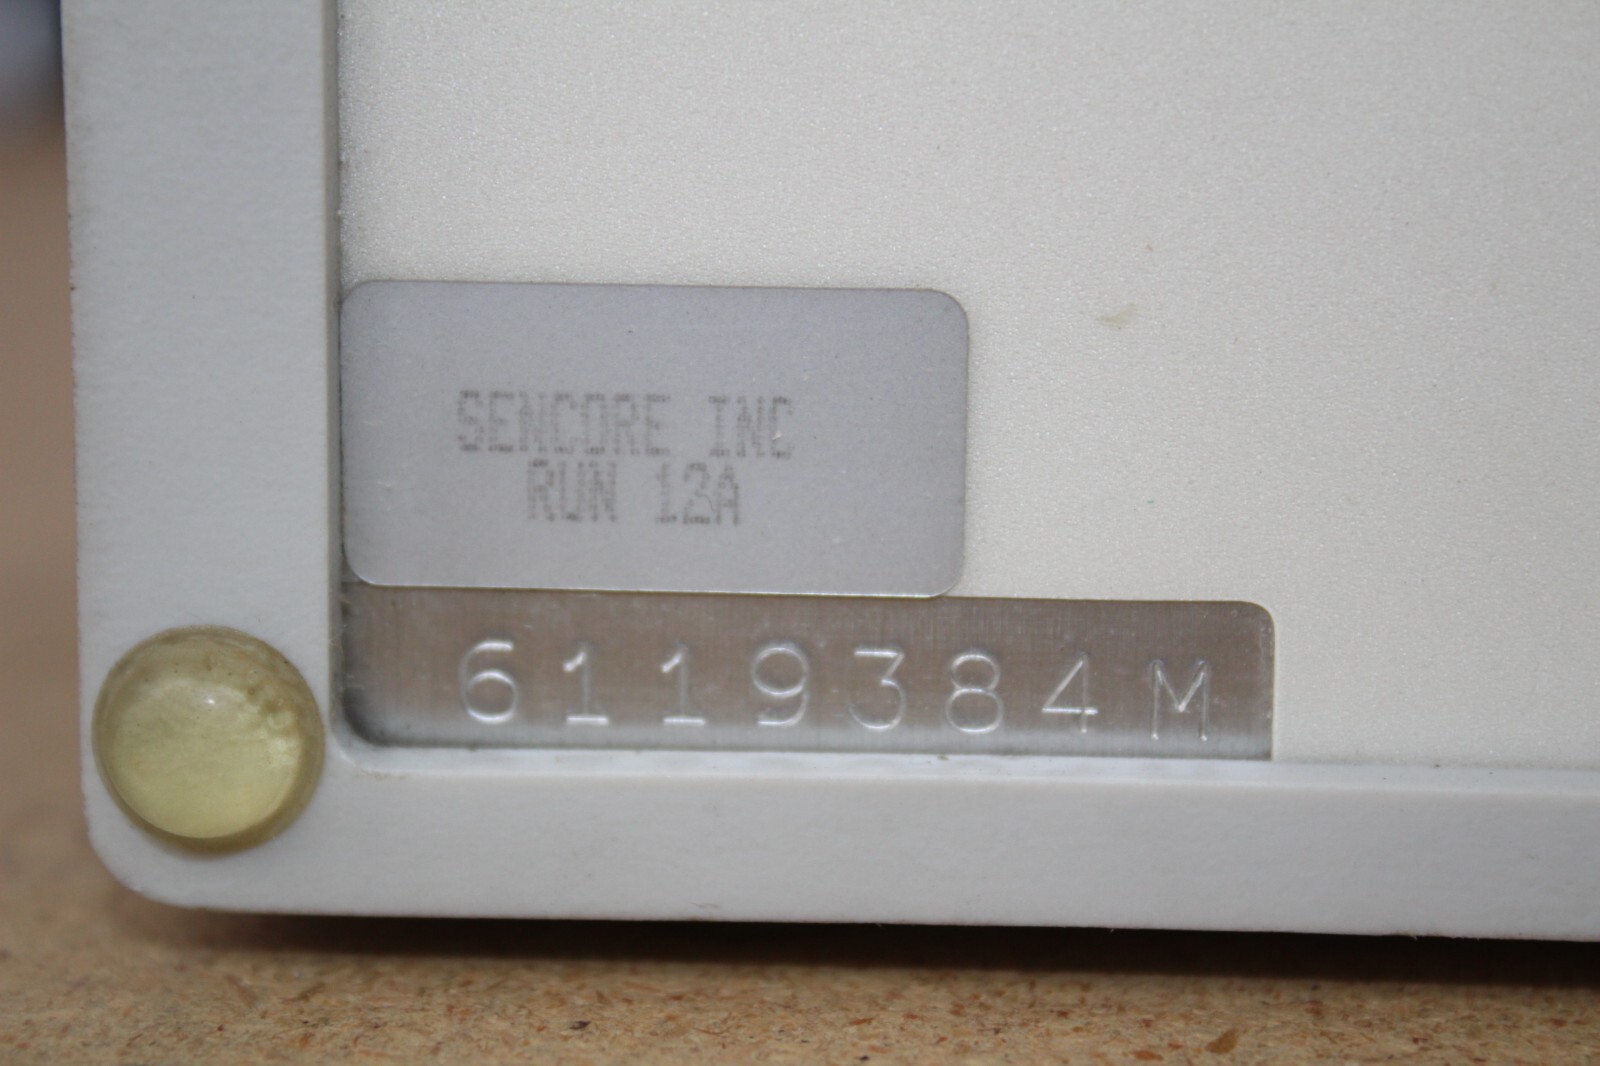 SENCORE INC
RUN 12A
6119384M